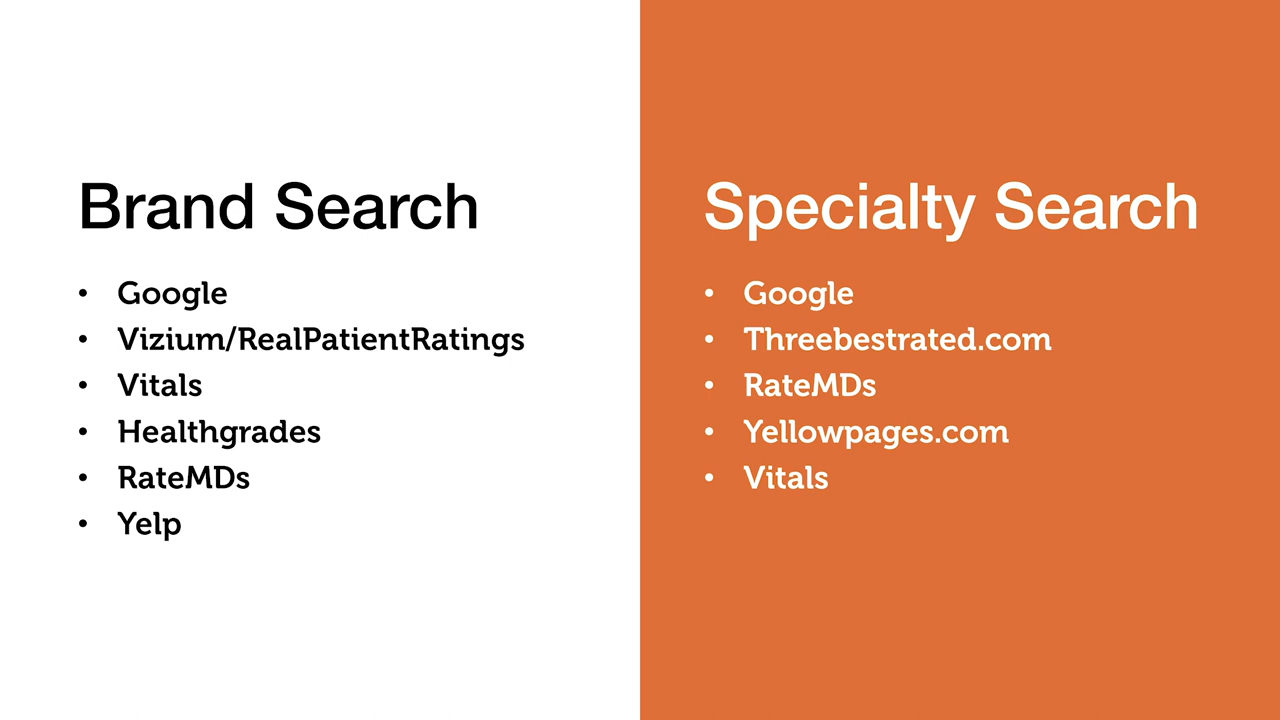 Brand Search
• Google
• Vizium/RealPatientRatings
• Vitals
• Healthgrades
• RateMDs
• Yelp
Specialty Search
• Google
• Threebestrated.com
• RateMDs
• Yellowpages.com
• Vitals